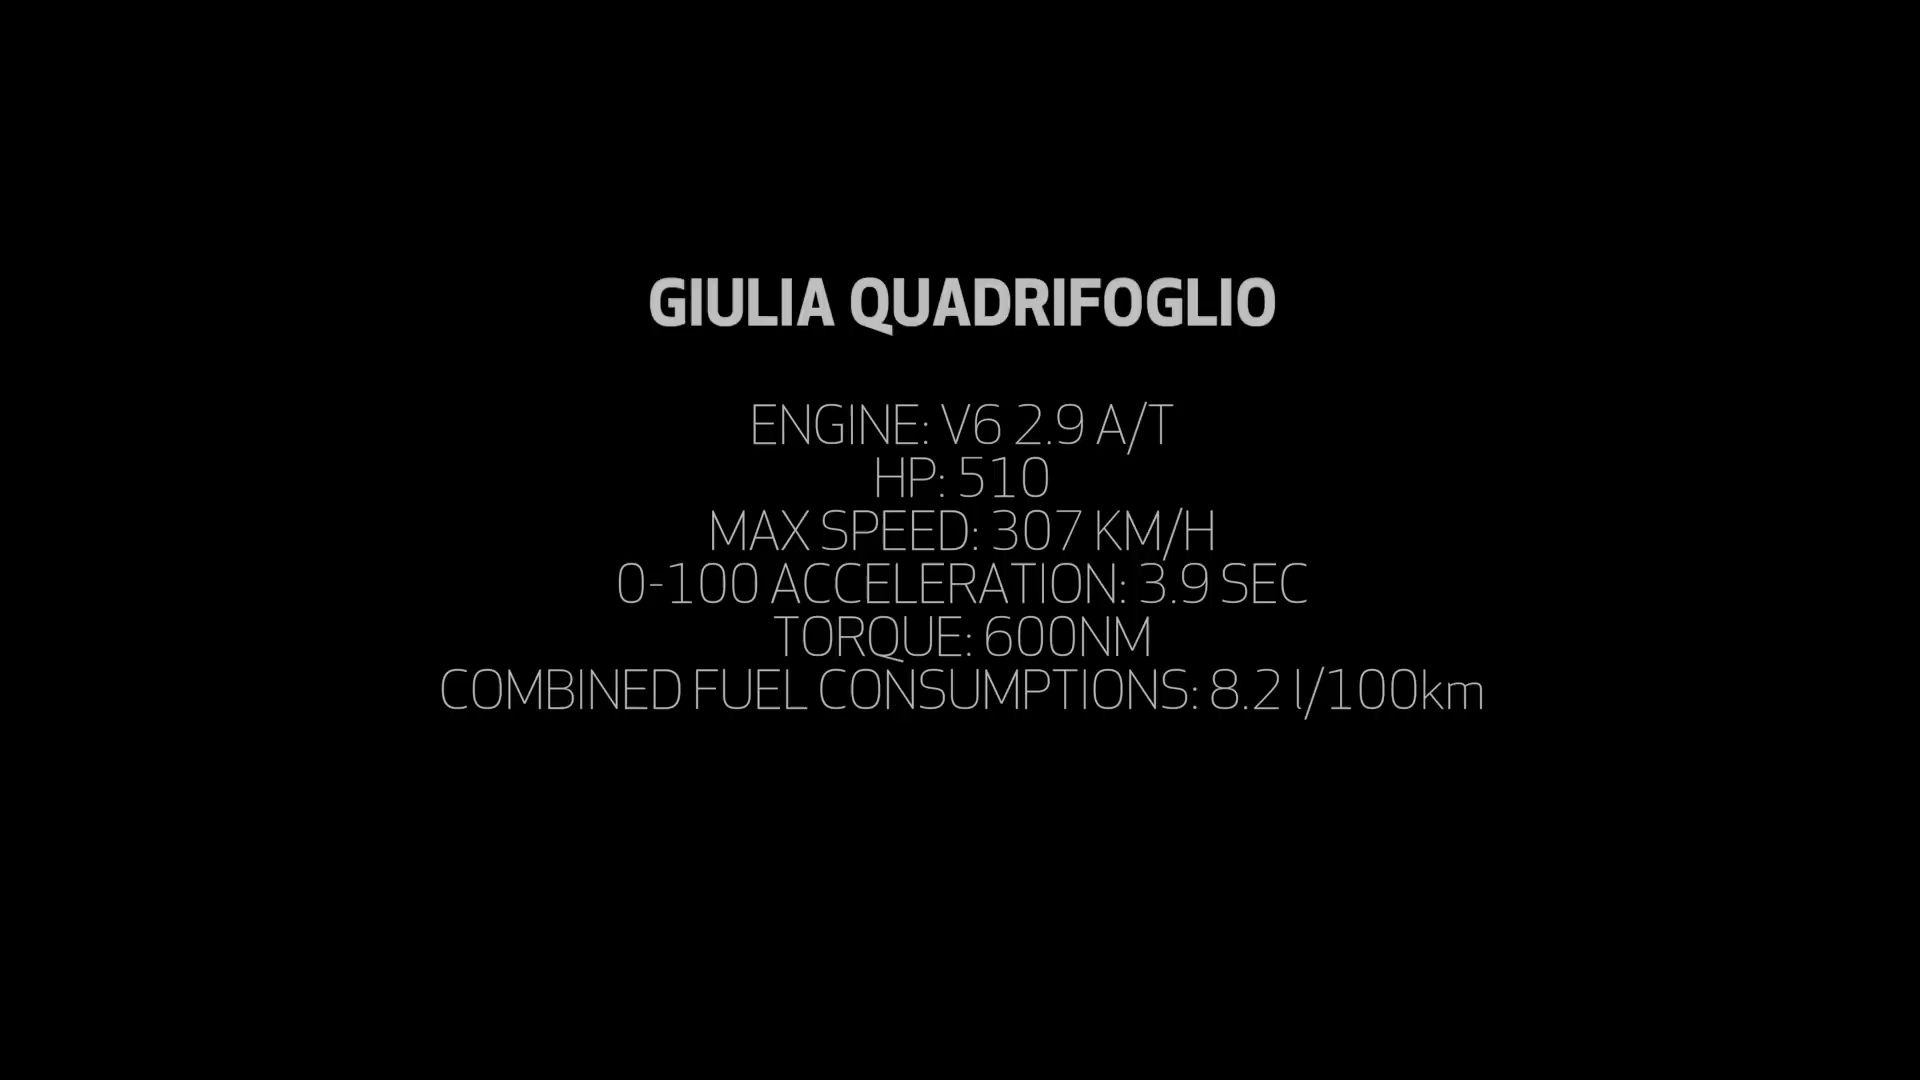 GIULIA QUADRIFOGLIO
ENGINE: V6 2.9 A/T
HP: 510
MAX SPEED: 307 KM/H
0-100 ACCELERATION: 3.9 SEC
TORQUE: 600NM
COMBINED FUEL CONSUMPTIONS: 8.2 l/100km